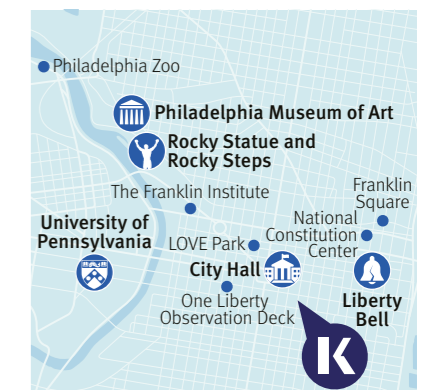 Philadelphia Zoo
Philadelphia Museum of Art
Rocky Statue and
Rocky Steps
The Franklin Institute
Franklin
Square
University of
Pennsylvania
National
Constitution
Center
LOVE Park
City Hall
One Liberty
Observation Deck
Liberty
Bell
K